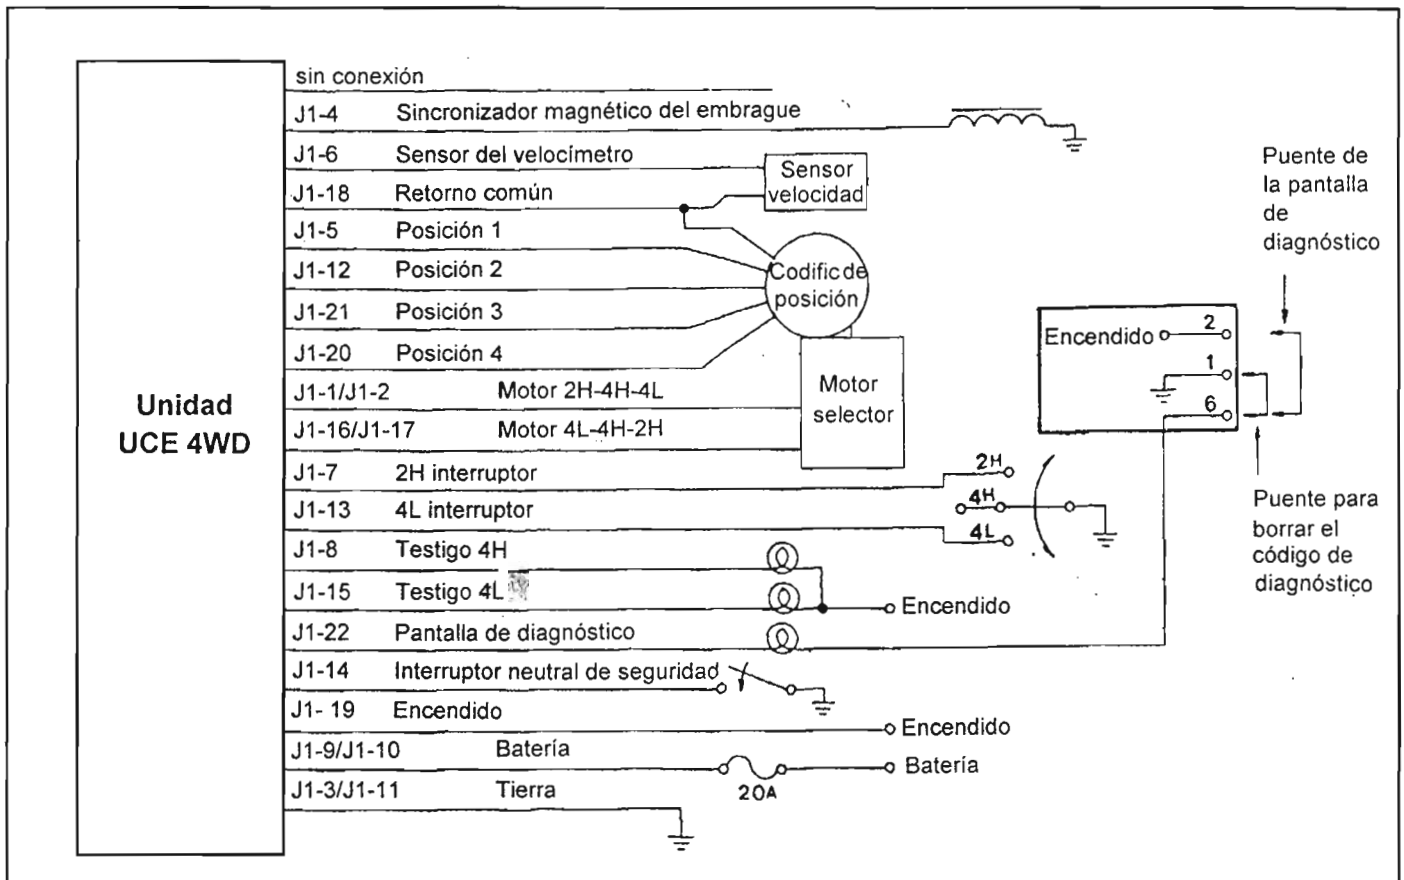 sin conexión
J1-4 Sincronizador magnético del embrague
J1-6 Sensor del velocímetro
J1-18 Retorno común
J1-5 Posición 1
J1-12 Posición 2
J1-21 Posición 3
J1-20 Posición 4
J1-1/J1-2 Motor 2H-4H-4L
J1-16/J1-17 Motor 4L-4H-2H
J1-7 2H interruptor
J1-13 4L interruptor
J1-8 Testigo 4H
J1-15 Testigo 4L
J1-22 Pantalla de diagnóstico
J1-14 Interruptor neutral de seguridad
J1- 19 Encendido
J1-9/J1-10 Batería
J1-3/J1-11 Tierra
Unidad
UCE 4WD
Sensor
velocidad
Codific de
posición
Motor
selector
2H
4H
4L
Encendido
Encendido
Batería
20A
Encendido 2
1
6
Puente de
la pantalla
de
diagnóstico
Puente para
borrar el
código de
diagnóstico